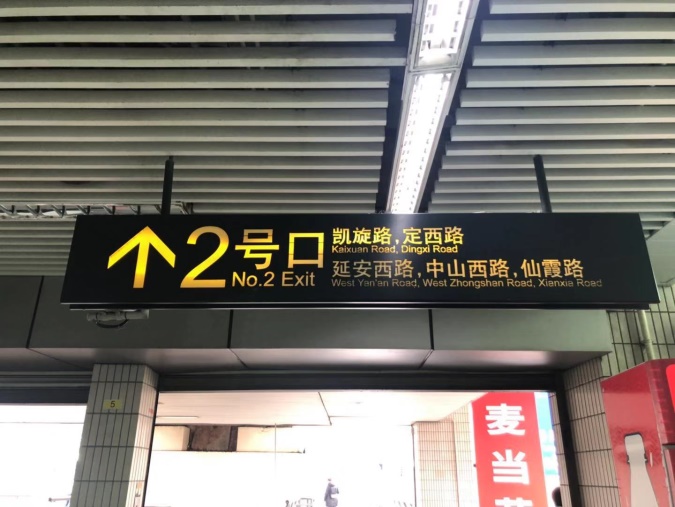 2号口
No.2 Exit
凯旋路,定西路
Kaixuan Road, Dingxi Road
延安西路,中山西路,仙霞路
West Yan'an Road, West Zhongshan Road, Xianxia Road
5
麦当